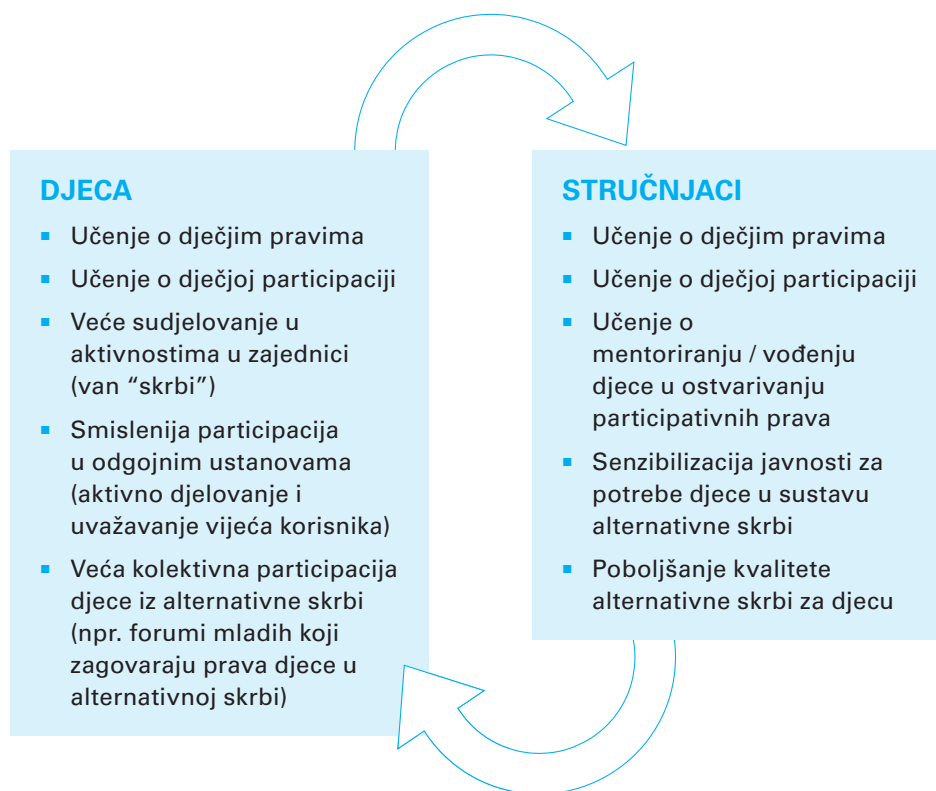 DJECA
▪ Učenje o dječjim pravima
▪ Učenje o dječjoj participaciji
▪ Veće sudjelovanje u
aktivnostima u zajednici
(van “skrbi”)
▪ Smislenija participacija
u odgojnim ustanovama
(aktivno djelovanje i
uvažavanje vijeća korisnika)
▪ Veća kolektivna participacija
djece iz alternativne skrbi
(npr. forumi mladih koji
zagovaraju prava djece u
alternativnoj skrbi)
STRUČNJACI
▪ Učenje o dječjim pravima
▪ Učenje o dječjoj participaciji
▪ Učenje o
mentoriranju / vođenju
djece u ostvarivanju
participativnih prava
▪ Senzibilizacija javnosti za
potrebe djece u sustavu
alternativne skrbi
▪ Poboljšanje kvalitete
alternativne skrbi za djecu